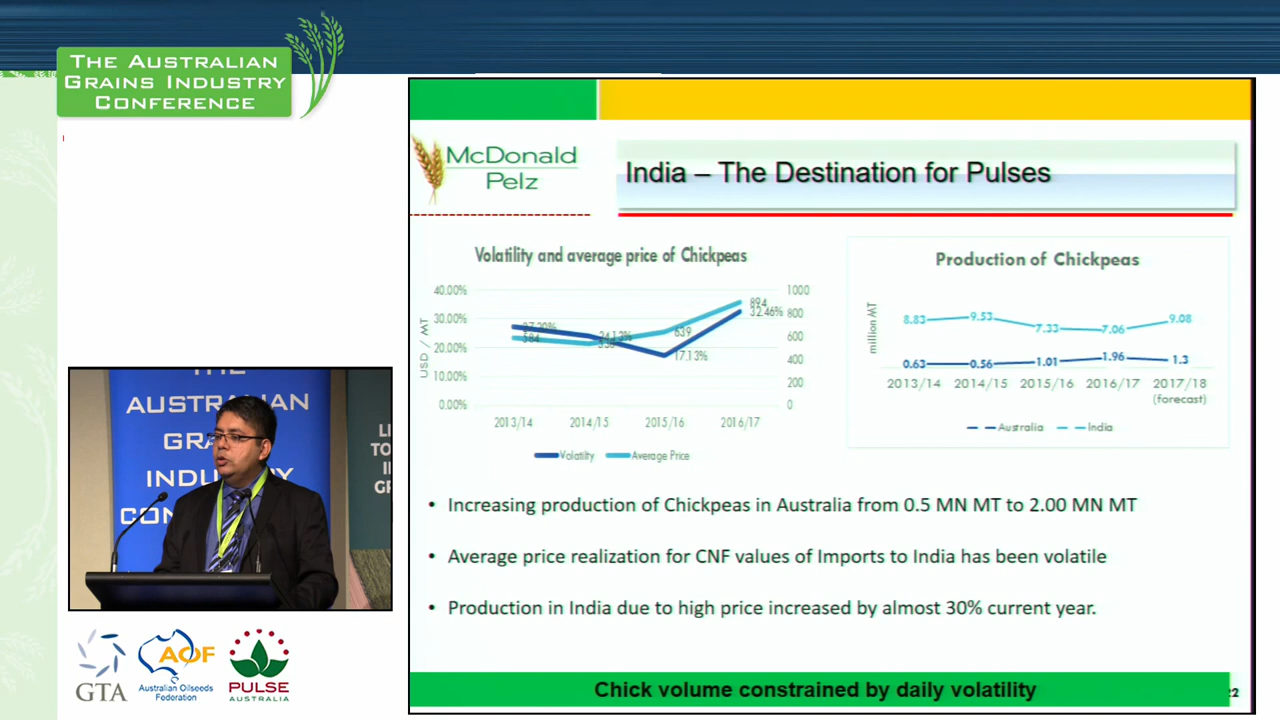 THE AUSTRALIAN
GRAINS INDUSTRY
CONFERENCE
McDonald
Pelz
India – The Destination for Pulses
Volatility and average price of Chickpeas
USD / MT
40.00%
30.00%
20.00%
10.00%
0.00%
1000
800
600
400
200
0
584
24.13%
639
17.13%
894
32.46%
2013/14
2014/15
2015/16
2016/17
Volatility
Average Price
Production of Chickpeas
million MT
8.83
9.53
7.33
7.06
9.08
0.63
0.56
1.01
1.96
1.3
2013/14
2014/15
2015/16
2016/17
2017/18
(forecast)
Australia
India
• Increasing production of Chickpeas in Australia from 0.5 MN MT to 2.00 MN MT
• Average price realization for CNF values of Imports to India has been volatile
• Production in India due to high price increased by almost 30% current year.
Chick volume constrained by daily volatility
AUSTRALIAN
INDUSTRY
GTA
AOF
Australian Oilseeds
Federation
PULSE
AUSTRALIA